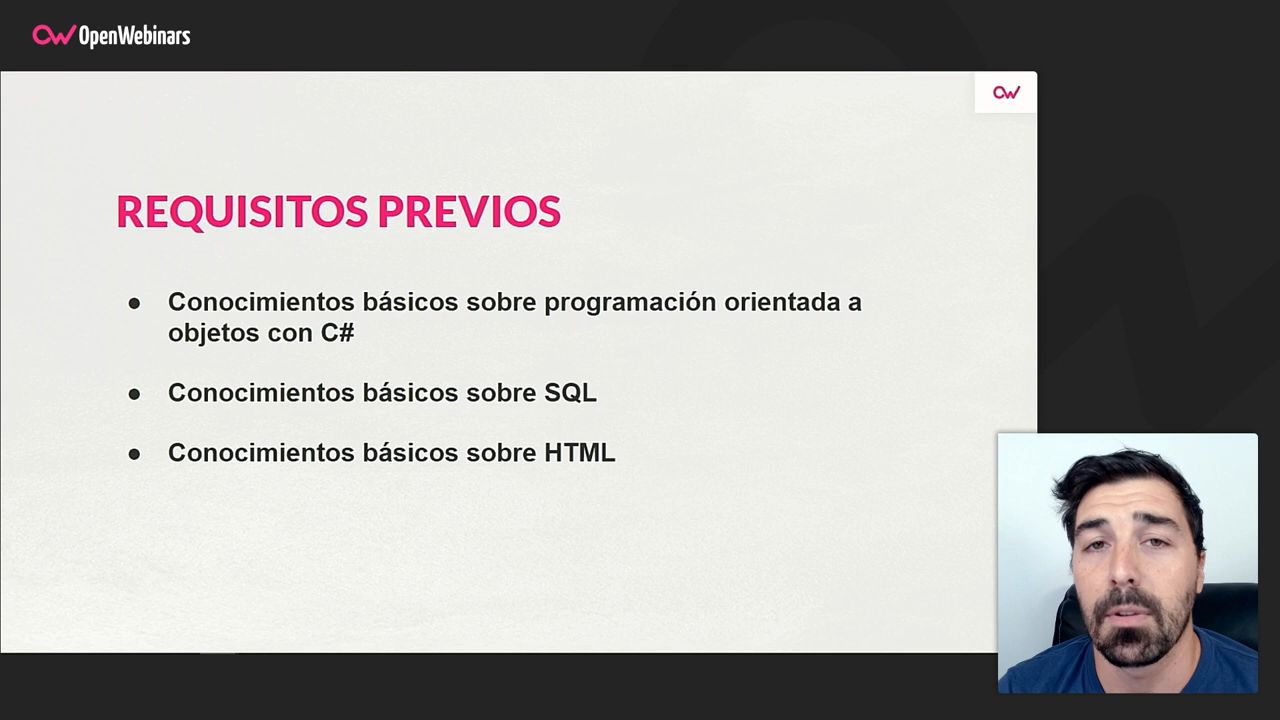 OpenWebinars
REQUISITOS PREVIOS
● Conocimientos básicos sobre programación orientada a
objetos con C#
● Conocimientos básicos sobre SQL
● Conocimientos básicos sobre HTML